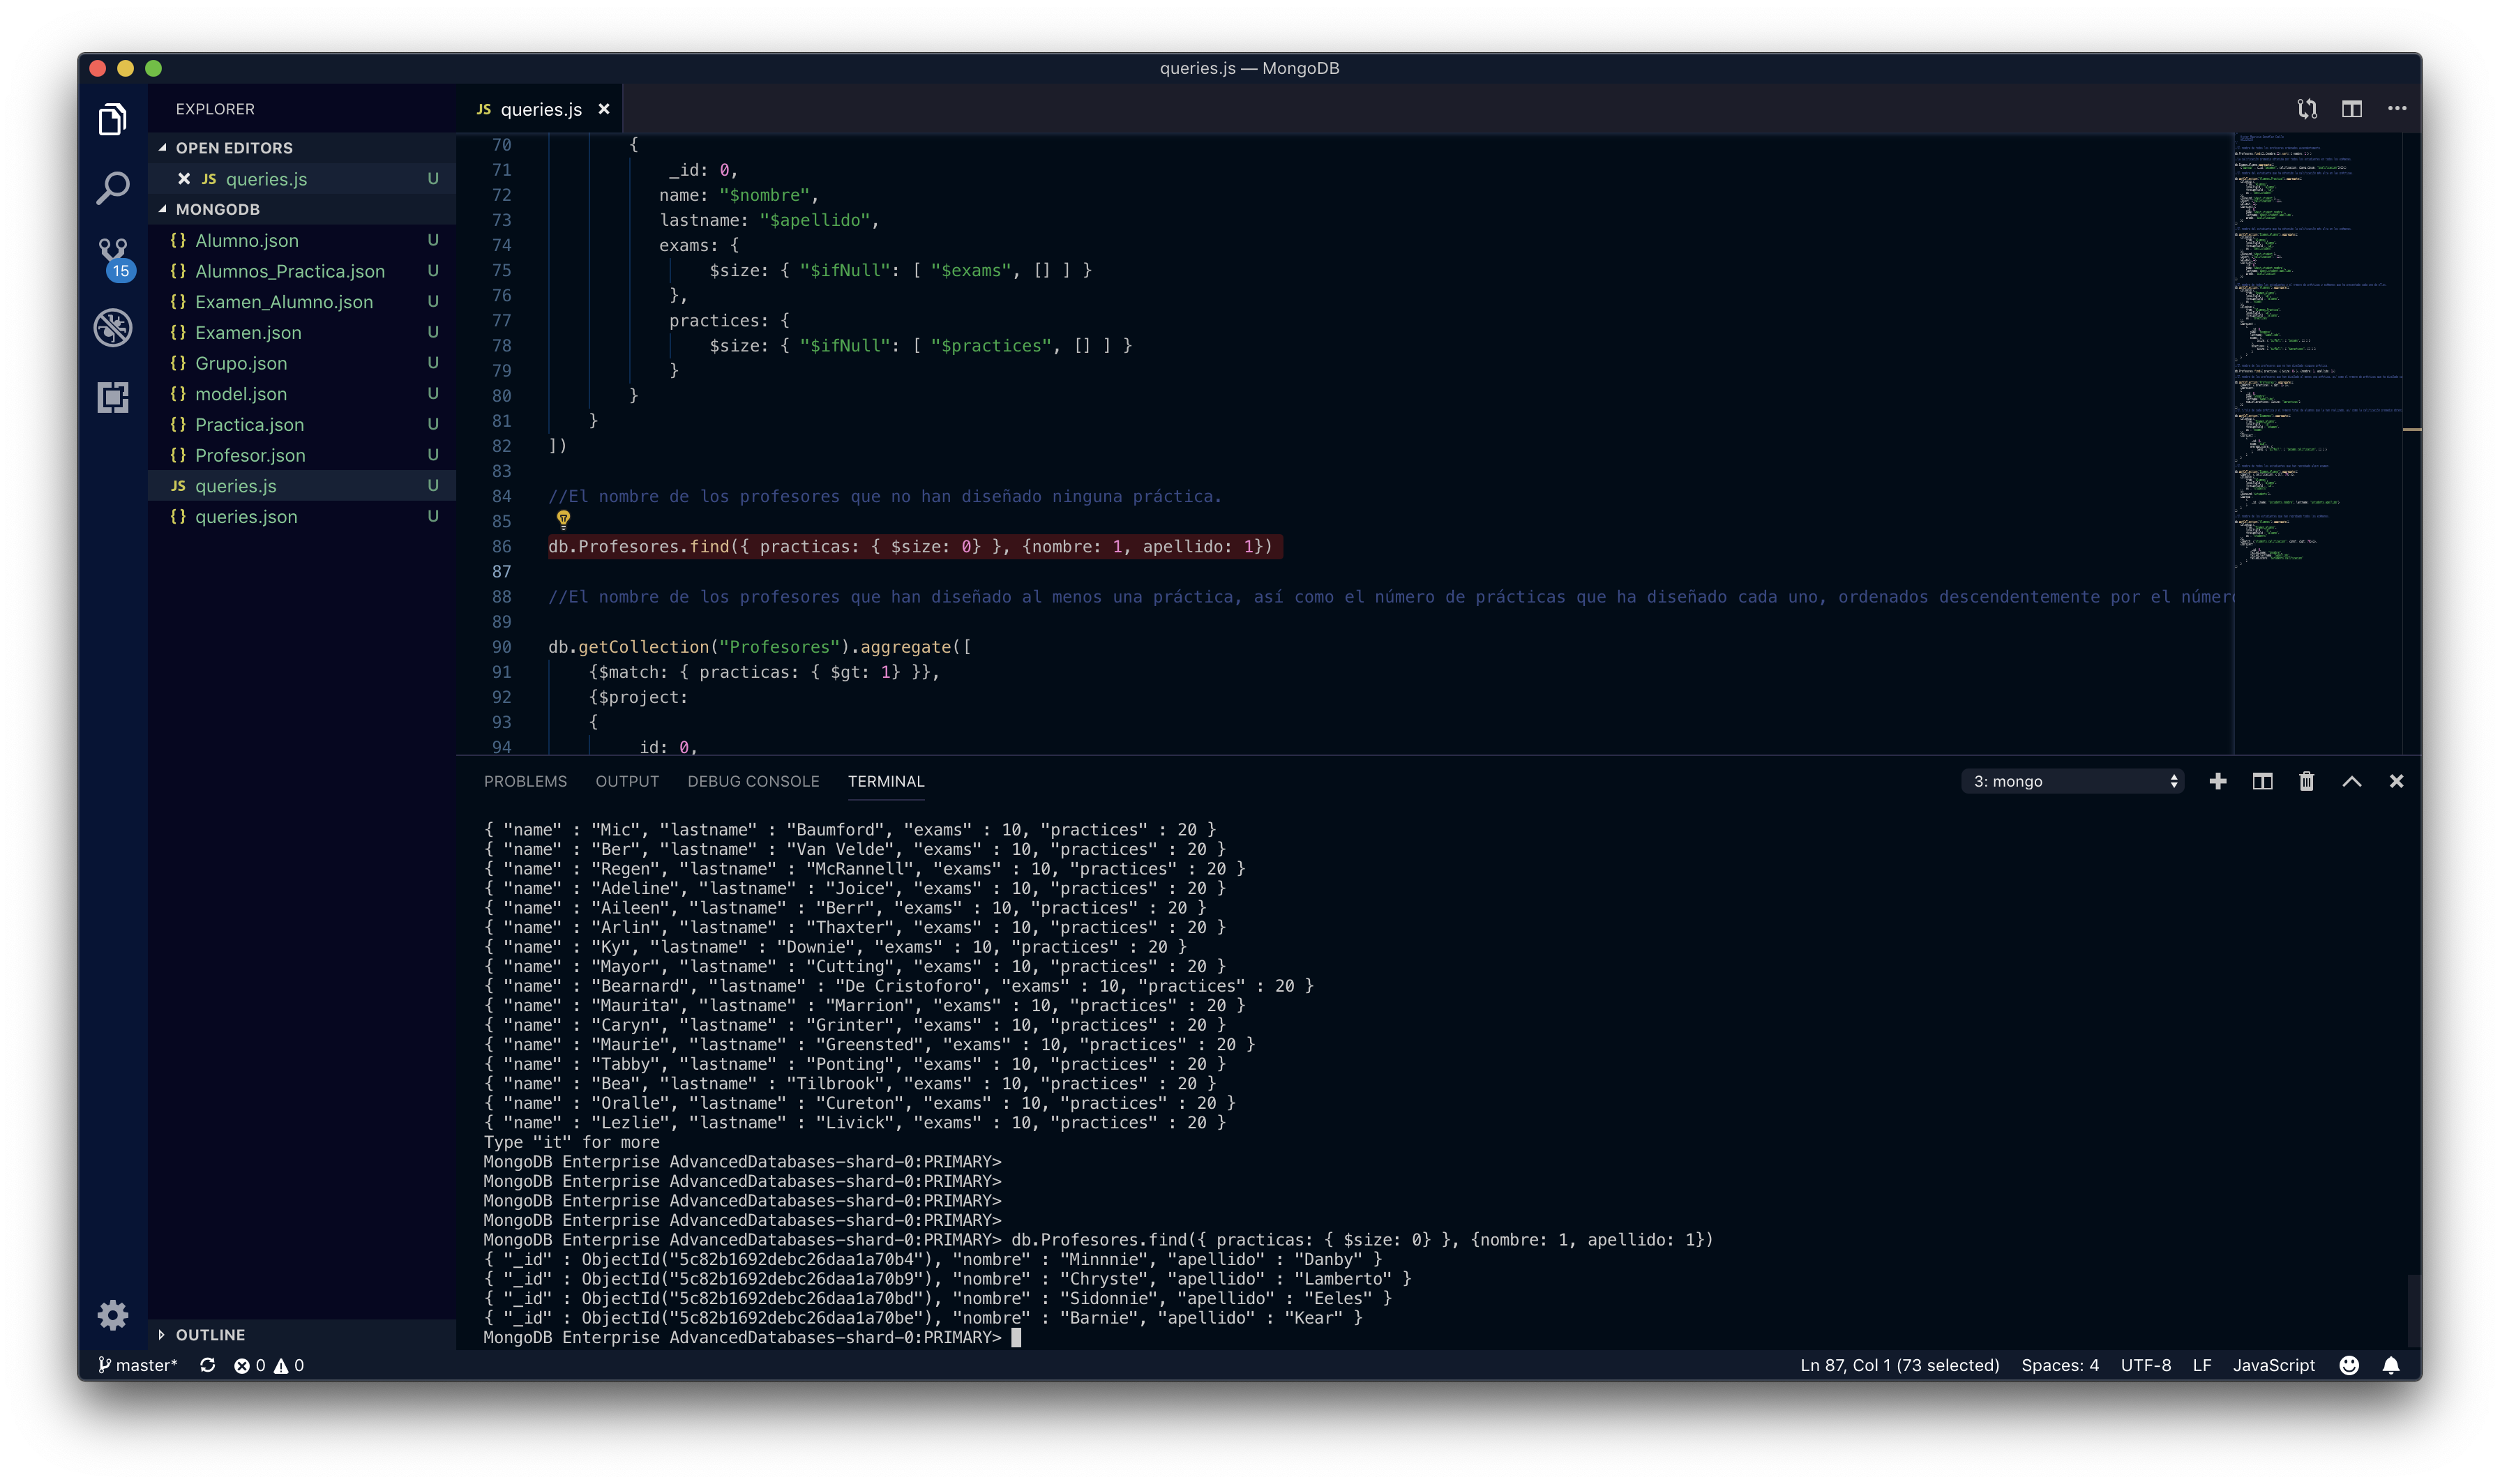 queries.js — MongoDB
EXPLORER
OPEN EDITORS
JS queries.js U
MONGODB
{} Alumno.json U
{} Alumnos_Practica.json U
{} Examen_Alumno.json U
{} Examen.json U
{} Grupo.json U
{} model.json U
{} Practica.json U
{} Profesor.json U
JS queries.js U
{} queries.json U
15
OUTLINE
JS queries.js
70 {
71 _id: 0,
72 name: "$nombre",
73 lastname: "$apellido",
74 exams: {
75 $size: { "$ifNull": [ "$exams", [] ] }
76 },
77 practices: {
78 $size: { "$ifNull": [ "$practices", [] ] }
79 }
80 }
81 }
82 ])
83
84 //El nombre de los profesores que no han diseñado ninguna práctica.
85
86 db.Profesores.find({ practicas: { $size: 0} }, {nombre: 1, apellido: 1})
87
88 //El nombre de los profesores que han diseñado al menos una práctica, así como el número de prácticas que ha diseñado cada uno, ordenados descendentemente por el número
89
90 db.getCollection("Profesores").aggregate([
91 {$match: { practicas: { $gt: 1} }},
92 {$project:
93 {
94 _id: 0,
PROBLEMS OUTPUT DEBUG CONSOLE TERMINAL 3: mongo
{ "name" : "Mic", "lastname" : "Baumford", "exams" : 10, "practices" : 20 }
{ "name" : "Ber", "lastname" : "Van Velde", "exams" : 10, "practices" : 20 }
{ "name" : "Regen", "lastname" : "McRannell", "exams" : 10, "practices" : 20 }
{ "name" : "Adeline", "lastname" : "Joice", "exams" : 10, "practices" : 20 }
{ "name" : "Aileen", "lastname" : "Berr", "exams" : 10, "practices" : 20 }
{ "name" : "Arlin", "lastname" : "Thaxter", "exams" : 10, "practices" : 20 }
{ "name" : "Ky", "lastname" : "Downie", "exams" : 10, "practices" : 20 }
{ "name" : "Mayor", "lastname" : "Cutting", "exams" : 10, "practices" : 20 }
{ "name" : "Bearnard", "lastname" : "De Cristoforo", "exams" : 10, "practices" : 20 }
{ "name" : "Maurita", "lastname" : "Marrion", "exams" : 10, "practices" : 20 }
{ "name" : "Caryn", "lastname" : "Grinter", "exams" : 10, "practices" : 20 }
{ "name" : "Maurie", "lastname" : "Greensted", "exams" : 10, "practices" : 20 }
{ "name" : "Tabby", "lastname" : "Ponting", "exams" : 10, "practices" : 20 }
{ "name" : "Bea", "lastname" : "Tilbrook", "exams" : 10, "practices" : 20 }
{ "name" : "Oralle", "lastname" : "Cureton", "exams" : 10, "practices" : 20 }
{ "name" : "Lezlie", "lastname" : "Livick", "exams" : 10, "practices" : 20 }
Type "it" for more
MongoDB Enterprise AdvancedDatabases-shard-0:PRIMARY>
MongoDB Enterprise AdvancedDatabases-shard-0:PRIMARY>
MongoDB Enterprise AdvancedDatabases-shard-0:PRIMARY>
MongoDB Enterprise AdvancedDatabases-shard-0:PRIMARY>
MongoDB Enterprise AdvancedDatabases-shard-0:PRIMARY> db.Profesores.find({ practicas: { $size: 0} }, {nombre: 1, apellido: 1})
{ "_id" : ObjectId("5c82b1692debc26daa1a70b4"), "nombre" : "Minnnie", "apellido" : "Danby" }
{ "_id" : ObjectId("5c82b1692debc26daa1a70b9"), "nombre" : "Chryste", "apellido" : "Lamberto" }
{ "_id" : ObjectId("5c82b1692debc26daa1a70bd"), "nombre" : "Sidonnie", "apellido" : "Eeles" }
{ "_id" : ObjectId("5c82b1692debc26daa1a70be"), "nombre" : "Barnie", "apellido" : "Kear" }
MongoDB Enterprise AdvancedDatabases-shard-0:PRIMARY>
master* 0 0 Ln 87, Col 1 (73 selected) Spaces: 4 UTF-8 LF JavaScript